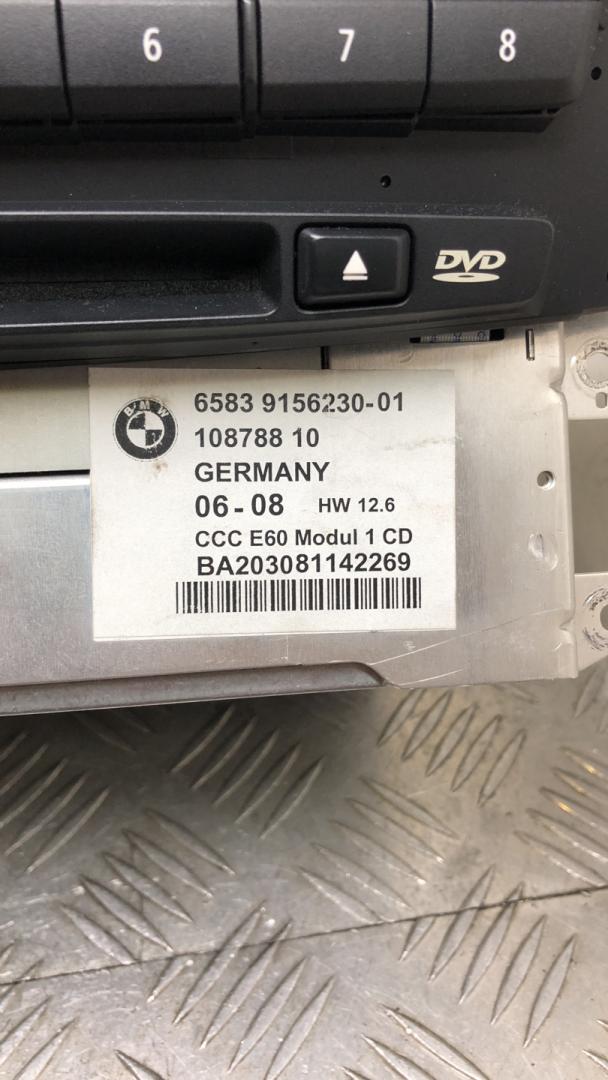 6 7 8
DVD
BMW
6583 9156230-01
108788 10
GERMANY
06-08 HW 12.6
CCC E60 Modul 1 CD
BA203081142269